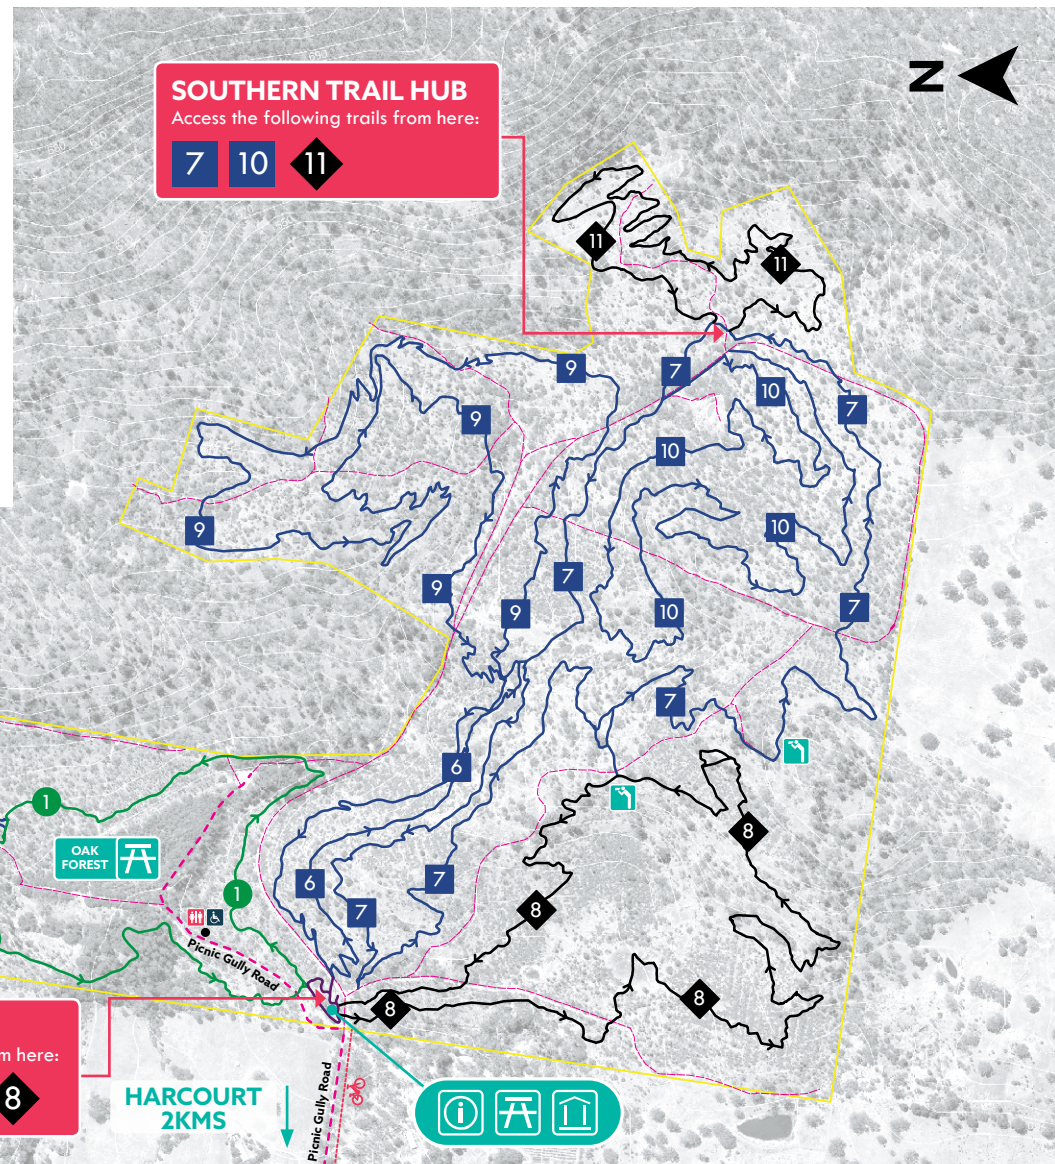 N
SOUTHERN TRAIL HUB
Access the following trails from here:
7 10 11
11
11
9
7
10
9
7
10
9
10
9
7
9
10
7
7
6
1
8
OAK
FOREST
6
7
1
7
8
Picnic Gully Road
8
8
m here:
8
HARCOURT
2KMS
Picnic Gully Road